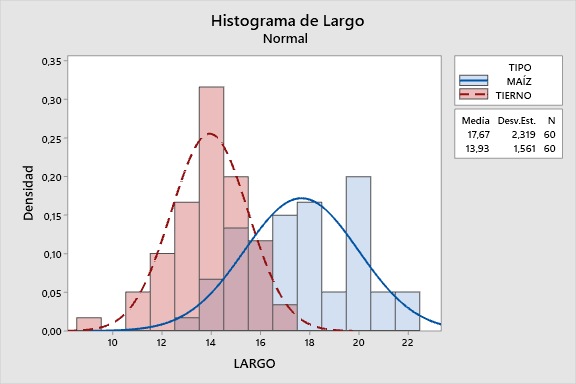 Histograma de Largo
Normal
0,35
0,30
0,25
0,20
0,15
0,10
0,05
0,00
Densidad
10 12 14 16 18 20 22
LARGO
TIPO
MAÍZ
TIERNO
Media Desv.Est. N
17,67 2,319 60
13,93 1,561 60